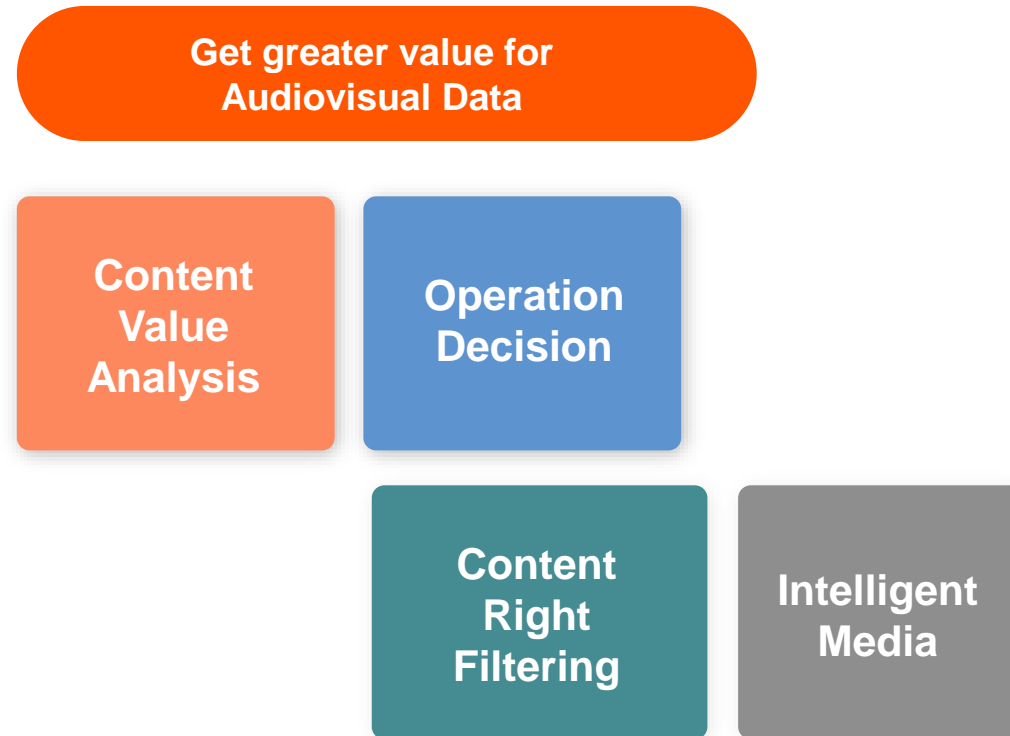 Get greater value for
Audiovisual Data
Content
Value
Analysis
Operation
Decision
Content
Right
Filtering
Intelligent
Media